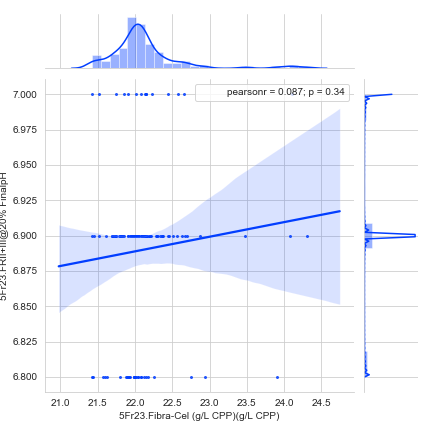 pearsonr = 0.087; p = 0.34
7.000
6.975
6.950
6.925
6.900
6.875
6.850
6.825
6.800
5Fr23.FR(I+III)@20% FinalpH
21.0 21.5 22.0 22.5 23.0 23.5 24.0 24.5
5Fr23.Fibra-Cel (g/L CPP)(g/L CPP)